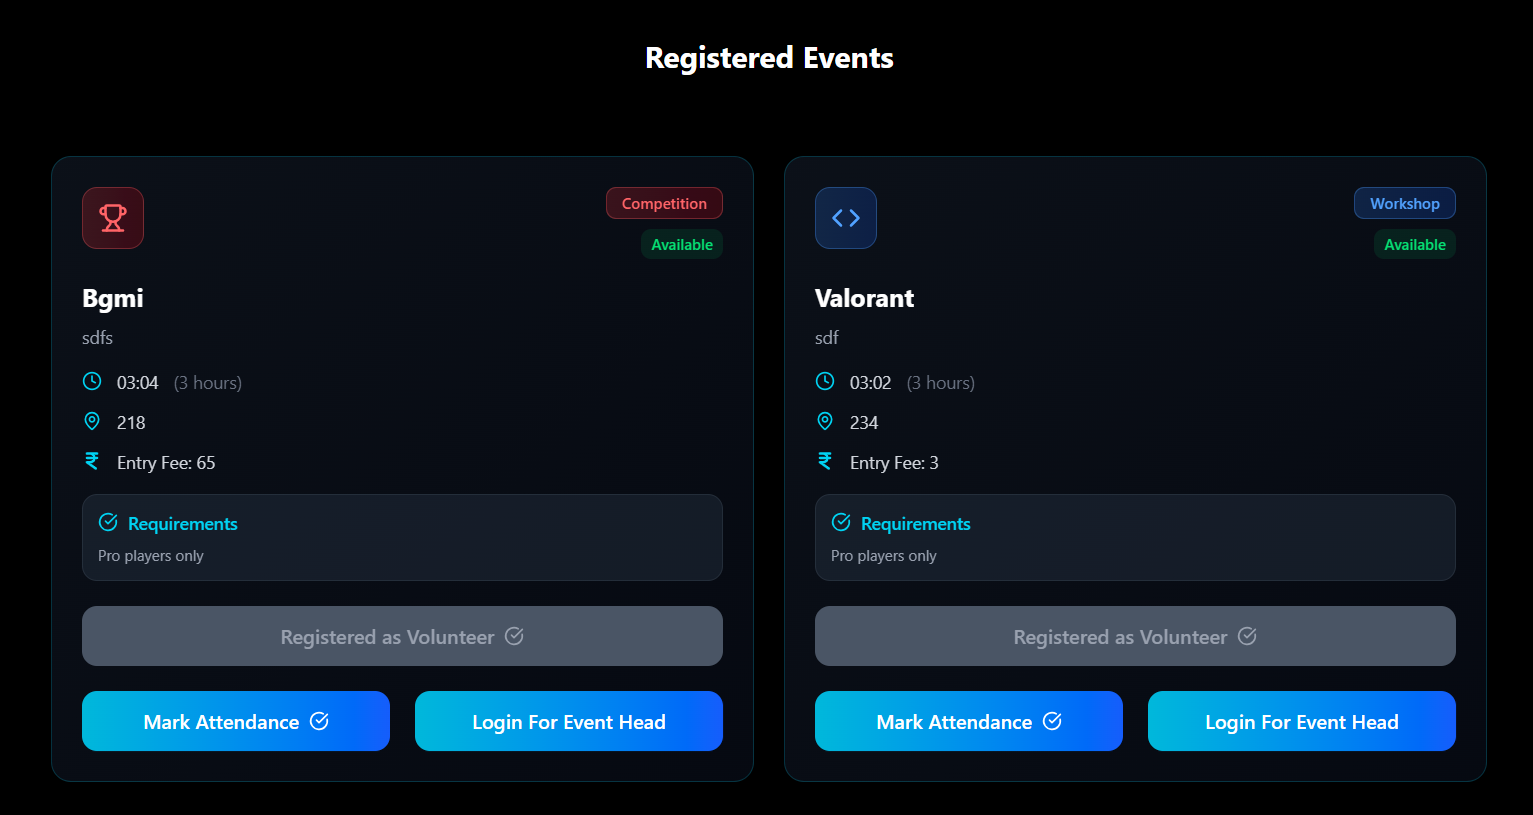 Registered Events
Competition
Available
Bgmi
sdfs
03:04 (3 hours)
218
₹ Entry Fee: 65
Requirements
Pro players only
Registered as Volunteer
Mark Attendance
Login For Event Head
Workshop
Available
Valorant
sdf
03:02 (3 hours)
234
₹ Entry Fee: 3
Requirements
Pro players only
Registered as Volunteer
Mark Attendance
Login For Event Head